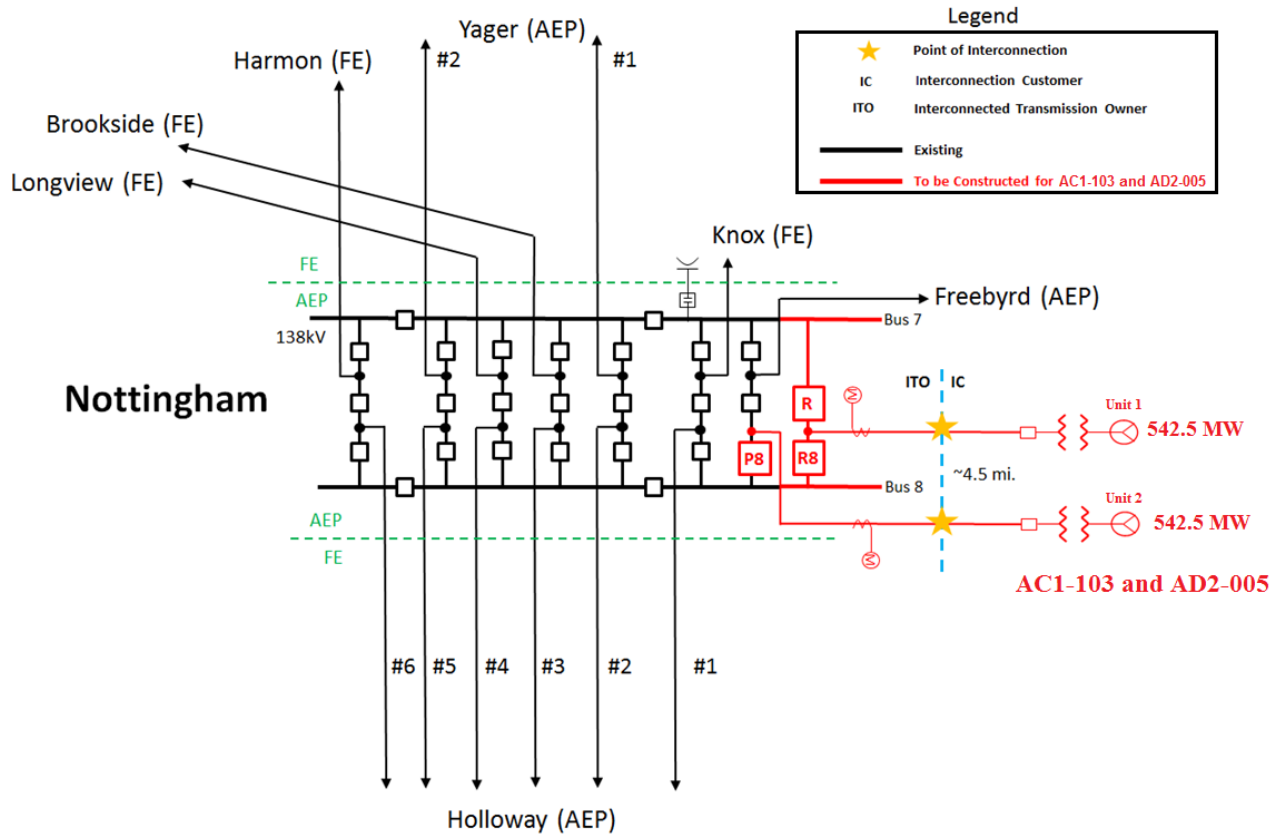 Legend
Point of Interconnection
IC Interconnection Customer
ITO Interconnected Transmission Owner
Existing
To be Constructed for AC1-103 and AD2-005
Yager (AEP)
#2
#1
Harmon (FE)
Brookside (FE)
Longview (FE)
Knox (FE)
FE
AEP
Freebyrd (AEP)
138kV
Bus 7
Nottingham
ITO IC
M
R
Unit 1
542.5 MW
P8
R8
~4.5 mi.
Bus 8
Unit 2
542.5 MW
AEP
FE
M
AC1-103 and AD2-005
#6
#5
#4
#3
#2
#1
Holloway (AEP)